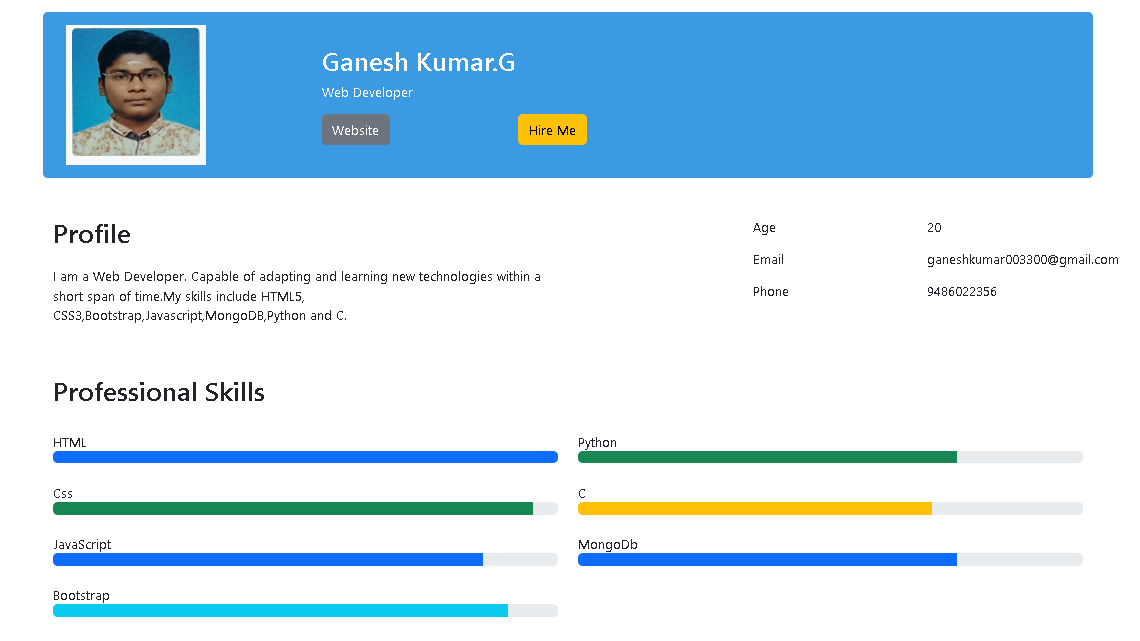 Ganesh Kumar.G
Web Developer
Website
Hire Me
Profile
I am a Web Developer. Capable of adapting and learning new technologies within a
short span of time.My skills include HTML5,
CSS3,Bootstrap,Javascript,MongoDB,Python and C.
Age 20
Email ganeshkumar003300@gmail.com
Phone 9486022356
Professional Skills
HTML
Python
Css
C
JavaScript
MongoDb
Bootstrap